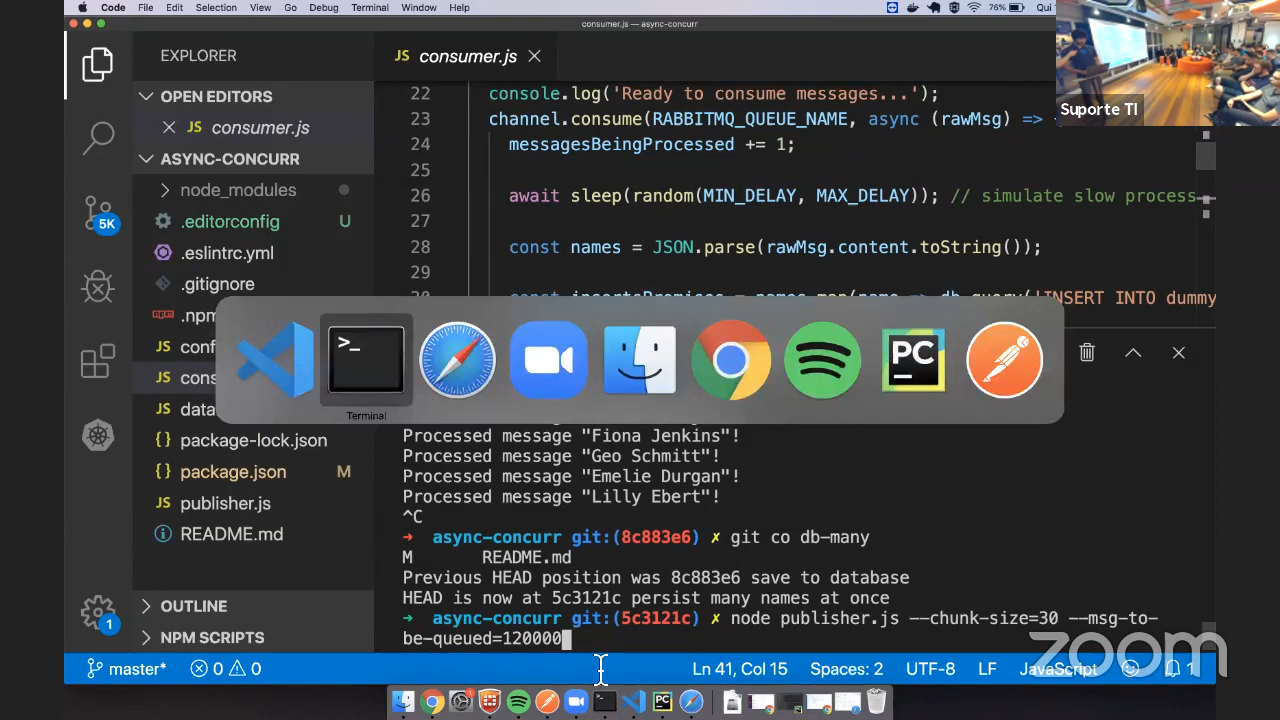 Code File Edit Selection View Go Debug Terminal Window Help 76% Qui
consumer.js — async-concurr
EXPLORER
JS consumer.js
Suporte TI
OPEN EDITORS
JS consumer.js
ASYNC-CONCURR
node_modules
.editorconfig U
.eslintrc.yml
.gitignore
.npm
conf
cons
data
{} package-lock.json
{} package.json M
JS publisher.js
README.md
OUTLINE
NPM SCRIPTS
5K
1
22 console.log('Ready to consume messages...');
23 channel.consume(RABBITMQ_QUEUE_NAME, async (rawMsg) =>
24 messagesBeingProcessed += 1;
25
26 await sleep(random(MIN_DELAY, MAX_DELAY)); // simulate slow process
27
28 const names = JSON.parse(rawMsg.content.toString());
29
>_
PC
Terminal
Processed message "Fiona Jenkins"!
Processed message "Geo Schmitt"!
Processed message "Emelie Durgan"!
Processed message "Lilly Ebert"!
^C
➜ async-concurr git:(8c883e6) ✗ git co db-many
M README.md
Previous HEAD position was 8c883e6 save to database
HEAD is now at 5c3121c persist many names at once
➜ async-concurr git:(5c3121c) ✗ node publisher.js --chunk-size=30 --msg-to-
be-queued=120000
master* 0 0 Ln 41, Col 15 Spaces: 2 UTF-8 LF JavaScript 1
zoom